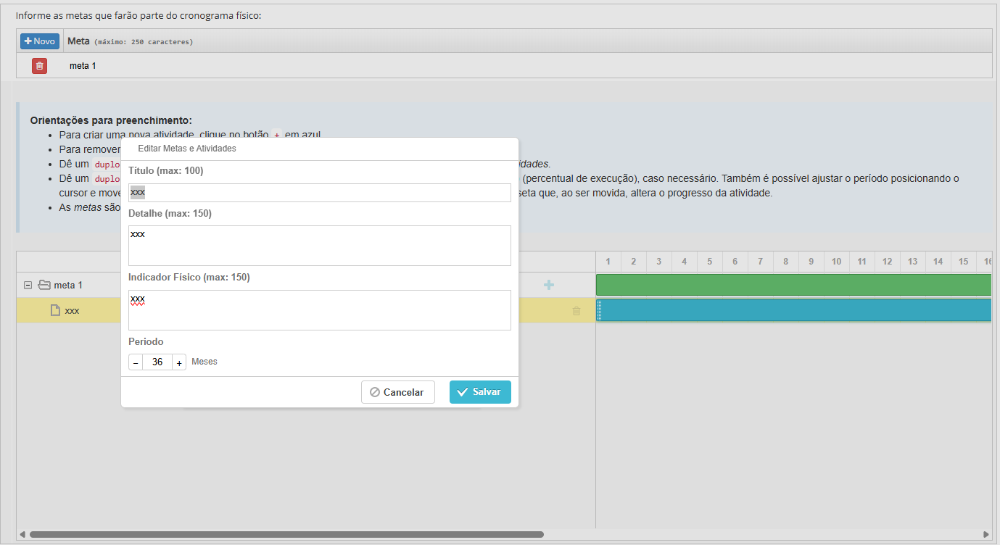 Informe as metas que farão parte do cronograma físico:
Novo Meta (máximo: 250 caracteres)
meta 1
Orientações para preenchimento:
Para criar uma nova atividade, clique no botão + em azul
Para remover
Dê um duplo idades.
Dê um duplo (percentual de execução), caso necessário. Também é possível ajustar o período posicionando o
cursor e move seta que, ao ser movida, altera o progresso da atividade.
As metas são
Editar Metas e Atividades
Título (max: 100)
xxx
Detalhe (max: 150)
xxx
Indicador Físico (max: 150)
xxx
Periodo
- 36 + Meses
Cancelar Salvar
1 2 3 4 5 6 7 8 9 10 11 12 13 14 15 16
meta 1
xxx